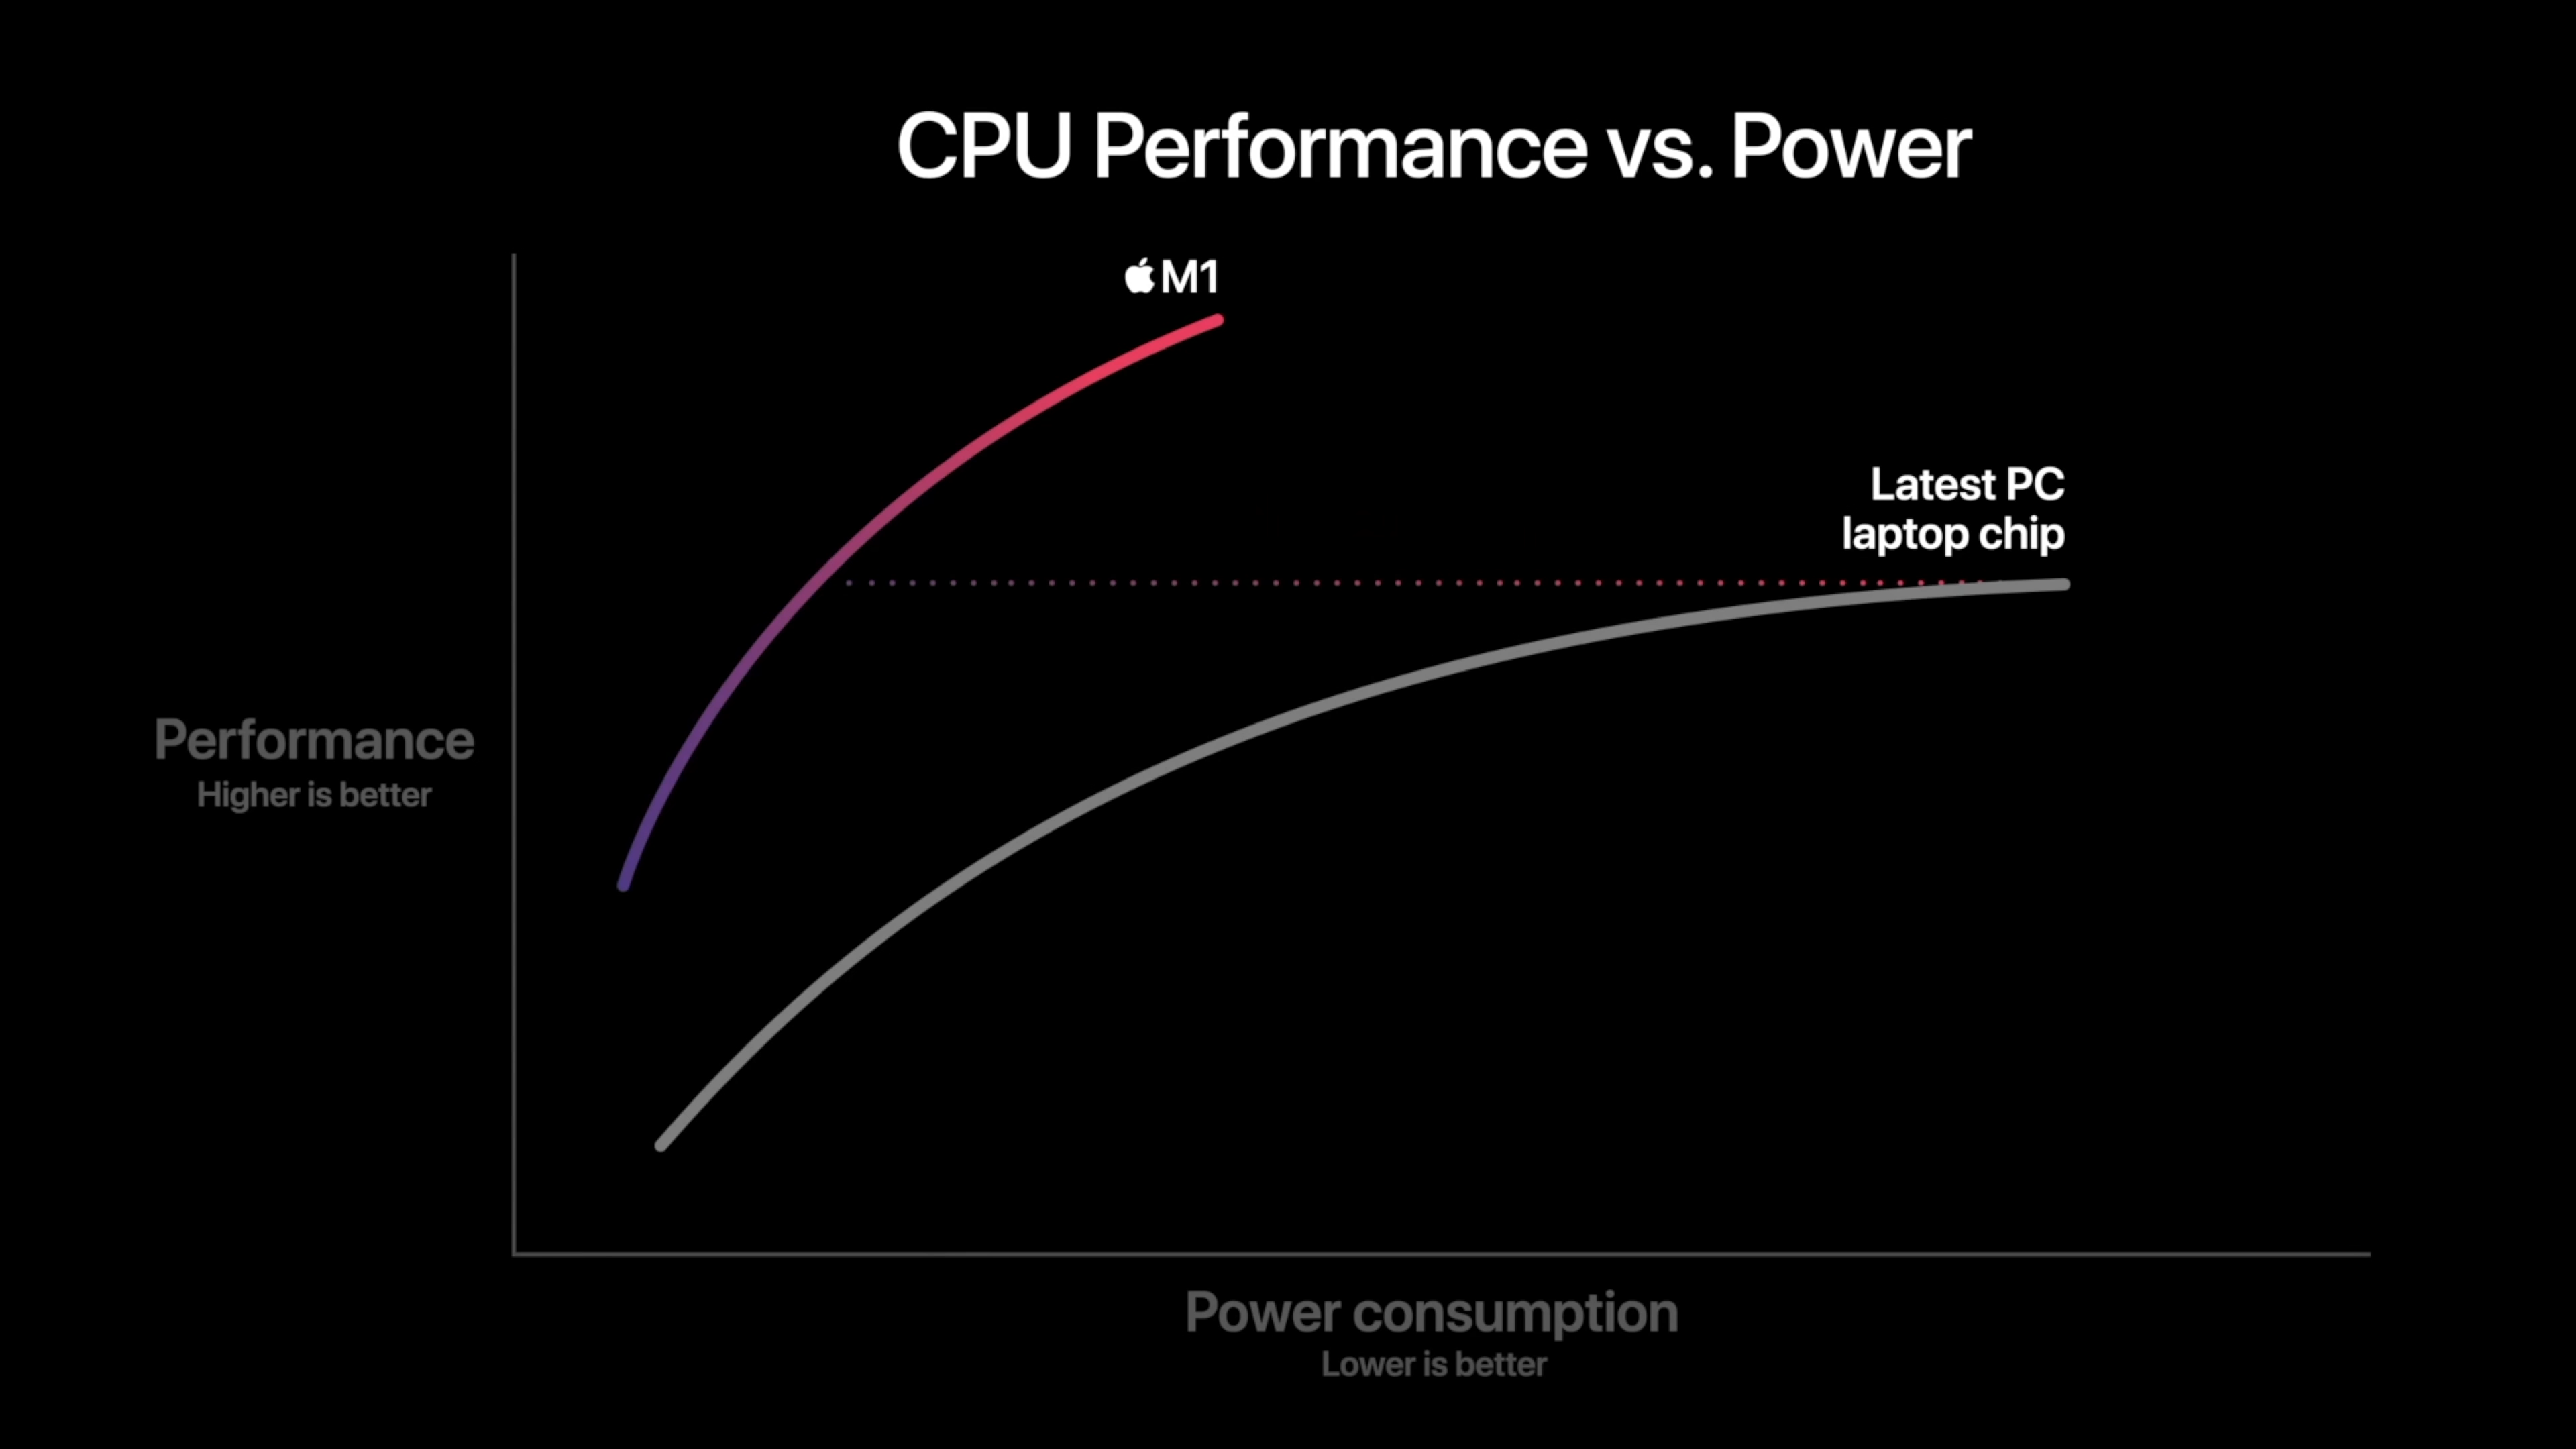 CPU Performance vs. Power
M1
Latest PC
laptop chip
Performance
Higher is better
Power consumption
Lower is better